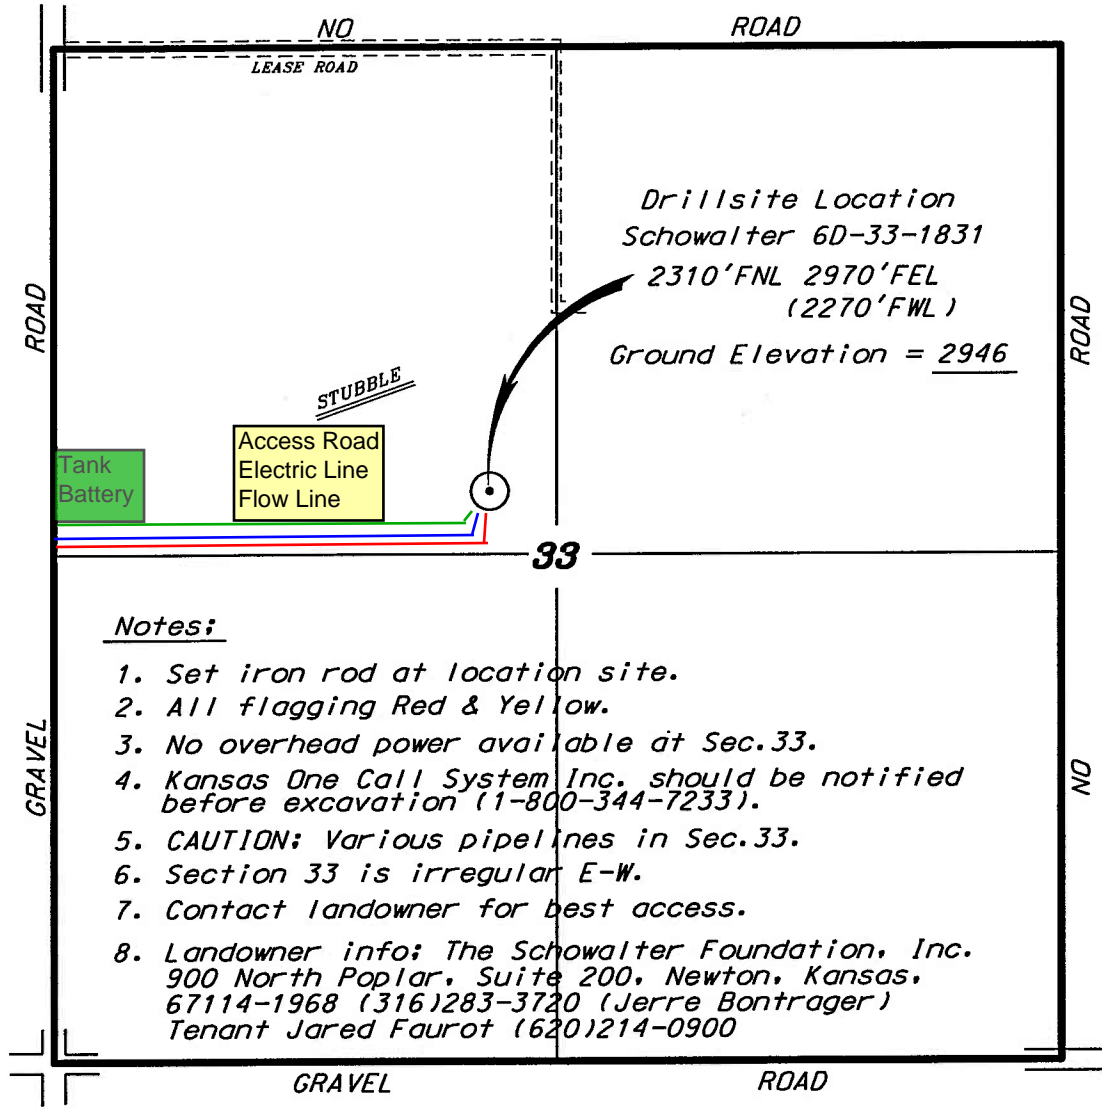 NO ROAD
LEASE ROAD
Drillsite Location
Schowalter 6D-33-1831
2310'FNL 2970'FEL
(2270'FWL)
Ground Elevation = 2946
ROAD
ROAD
STUBBLE
Access Road
Electric Line
Flow Line
Tank
Battery
33
Notes:
1. Set iron rod at location site.
2. All flagging Red & Yellow.
3. No overhead power available at Sec.33.
4. Kansas One Call System Inc. should be notified
before excavation (1-800-344-7233).
5. CAUTION: Various pipelines in Sec.33.
6. Section 33 is irregular E-W.
7. Contact landowner for best access.
8. Landowner info: The Schowalter Foundation, Inc.
900 North Poplar, Suite 200, Newton, Kansas,
67114-1968 (316)283-3720 (Jerre Bontrager)
Tenant Jared Faurot (620)214-0900
GRAVEL
NO
GRAVEL ROAD